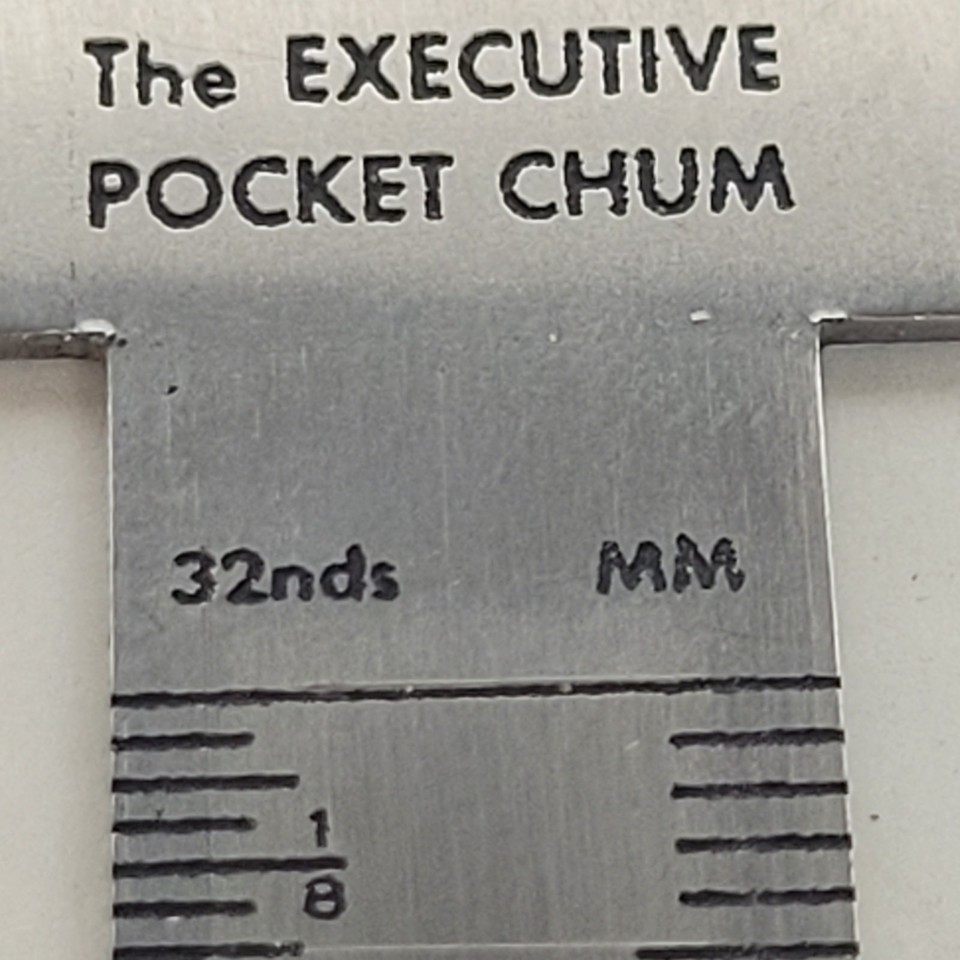 The EXECUTIVE
POCKET CHUM
32nds MM
1
8